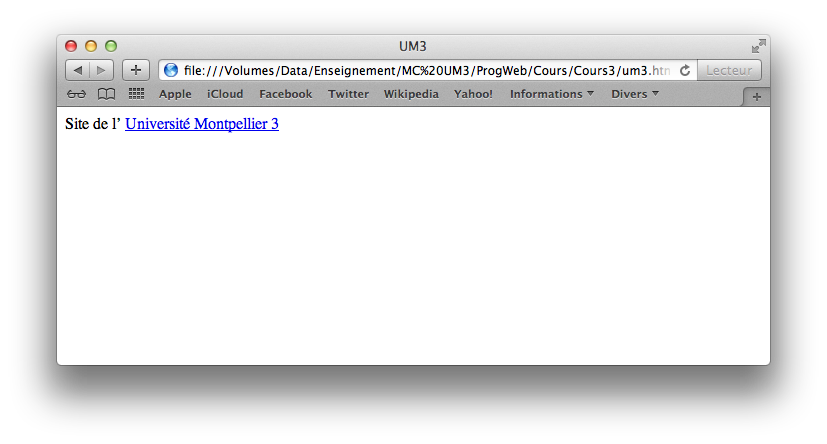 UM3
file:///Volumes/Data/Enseignement/MC%20UM3/ProgWeb/Cours/Cours3/um3.htm Lecteur
Apple iCloud Facebook Twitter Wikipedia Yahoo! Informations Divers
Site de l’ Université Montpellier 3